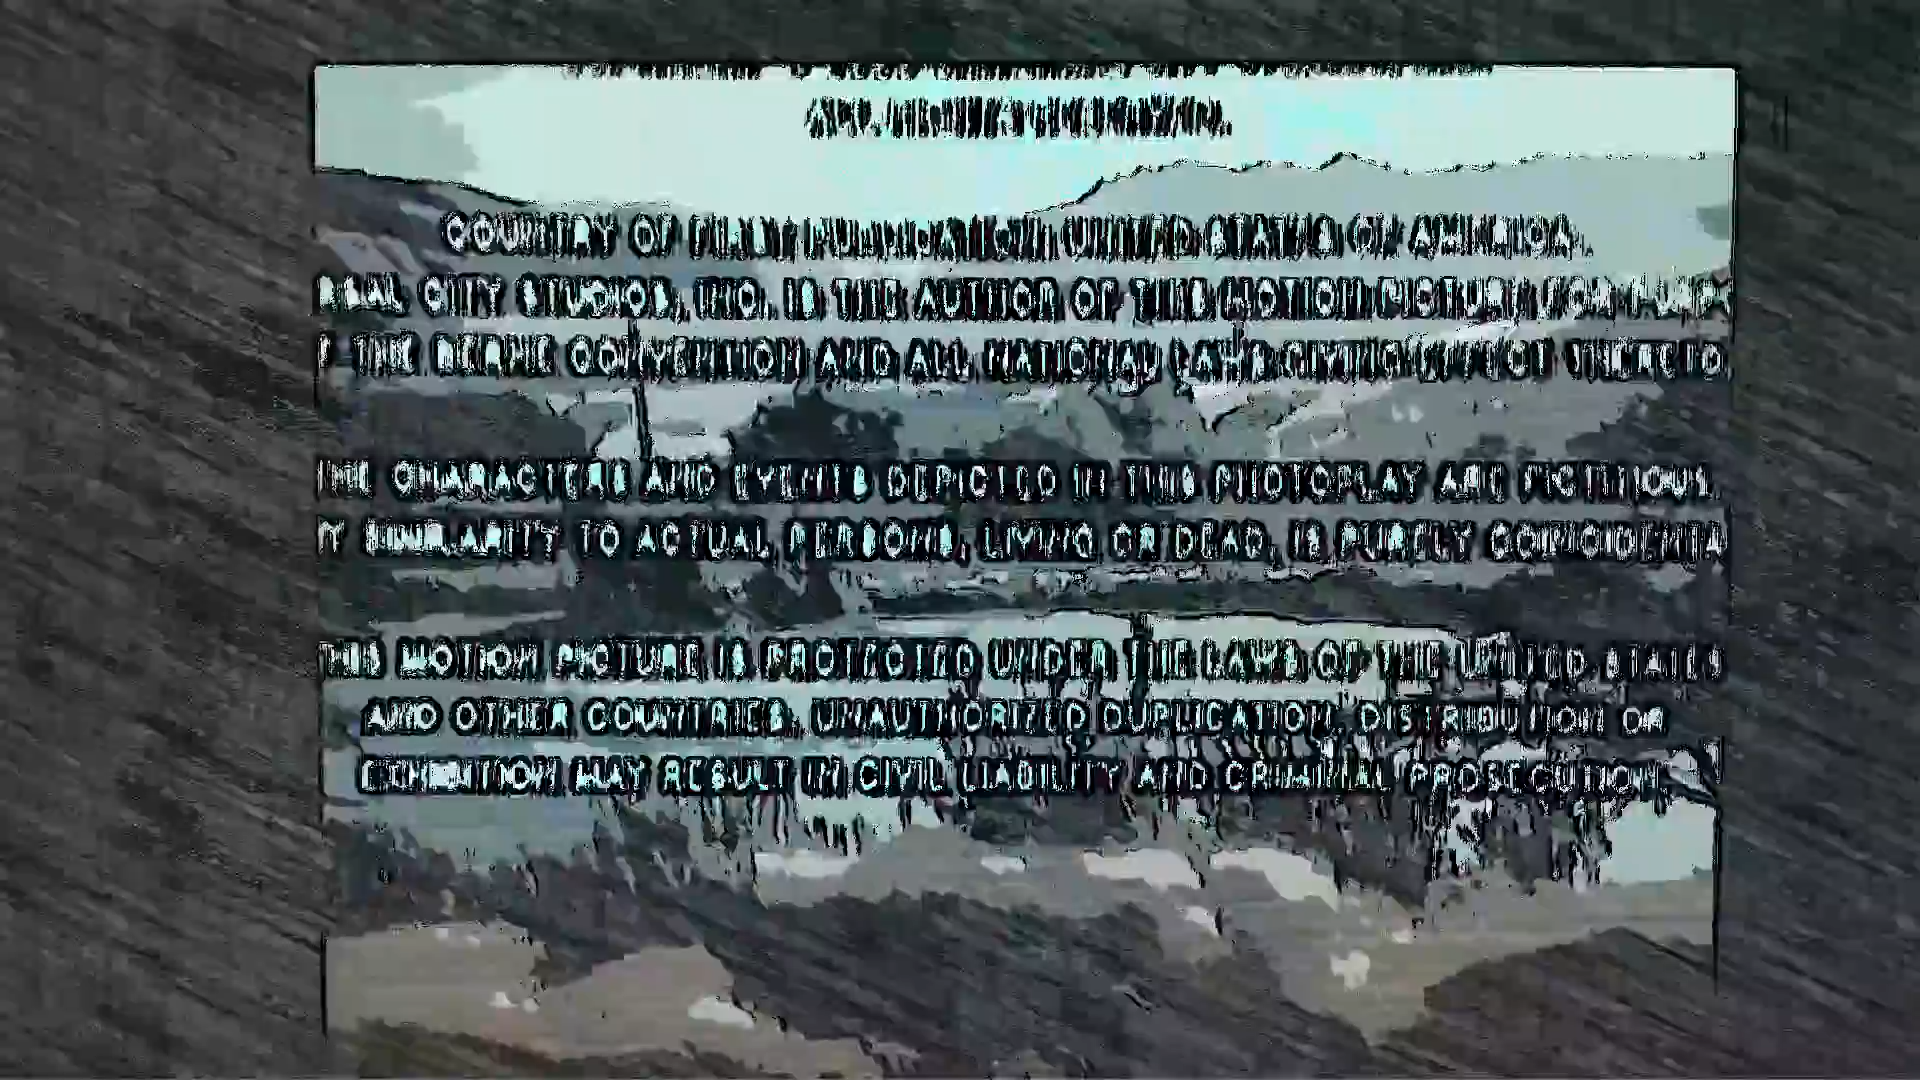 COUNTRY OF FIRST PUBLICATION UNITED STATES OF AMERICA.
REAL CITY STUDIOS, INC. IS THE AUTHOR OF THIS MOTION PICTURE FOR PURP
F THE BERNE CONVENTION AND ALL NATIONAL LAWS GIVING EFFECT THERETO.
THE CHARACTERS AND EVENTS DEPICTED IN THIS PHOTOPLAY ARE FICTITIOUS.
Y SIMILARITY TO ACTUAL PERSONS, LIVING OR DEAD, IS PURELY COINCIDENTA
THIS MOTION PICTURE IS PROTECTED UNDER THE LAWS OF THE UNITED STATES
AND OTHER COUNTRIES. UNAUTHORIZED DUPLICATION, DISTRIBUTION OR
EXHIBITION MAY RESULT IN CIVIL LIABILITY AND CRIMINAL PROSECUTION.